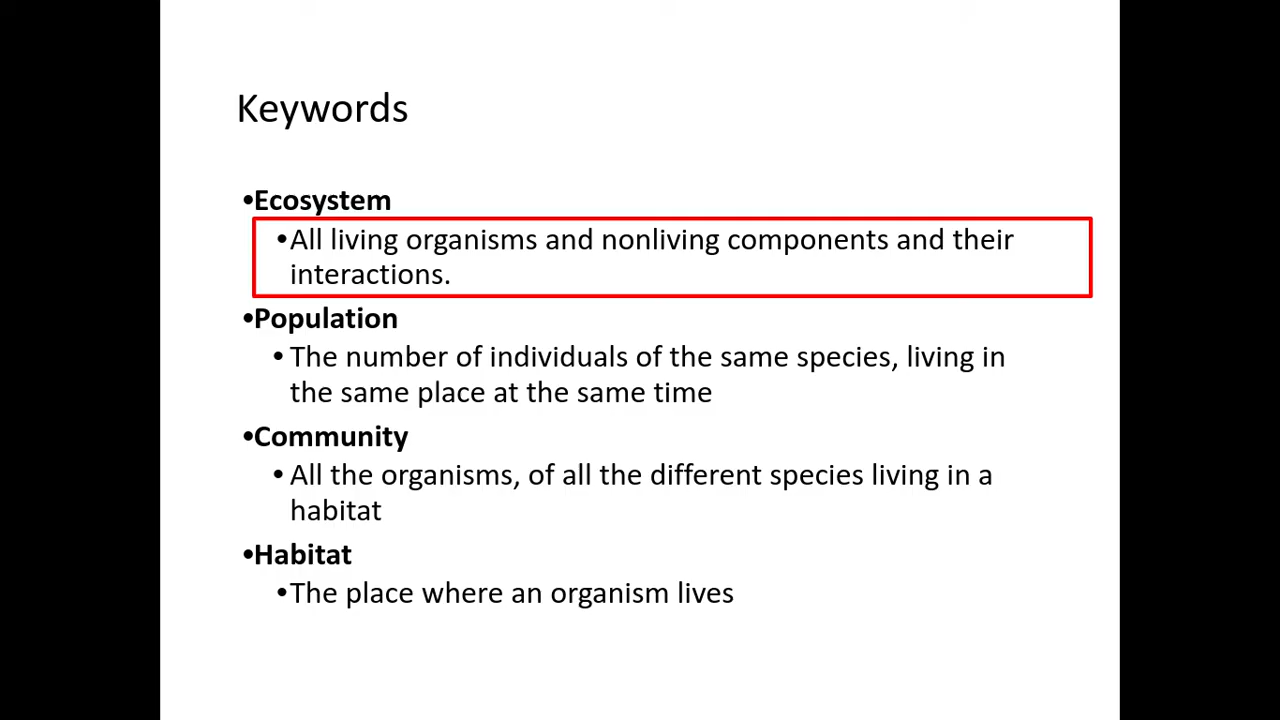 Keywords
•Ecosystem
•All living organisms and nonliving components and their
interactions.
•Population
• The number of individuals of the same species, living in
the same place at the same time
•Community
• All the organisms, of all the different species living in a
habitat
•Habitat
•The place where an organism lives